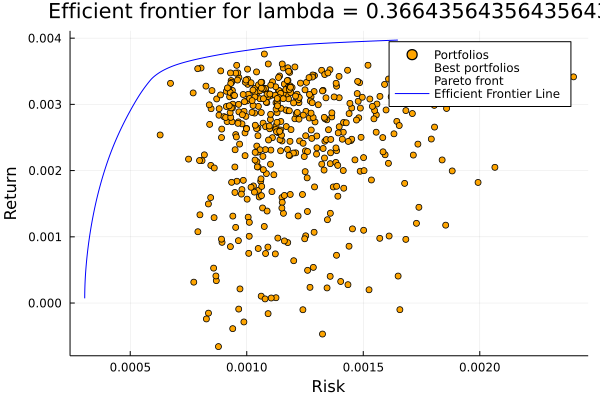 Efficient frontier for lambda = 0.3664356435643564
0.004
0.003
0.002
0.001
0.000
Return
Portfolios
Best portfolios
Pareto front
Efficient Frontier Line
0.0005
0.0010
0.0015
0.0020
Risk